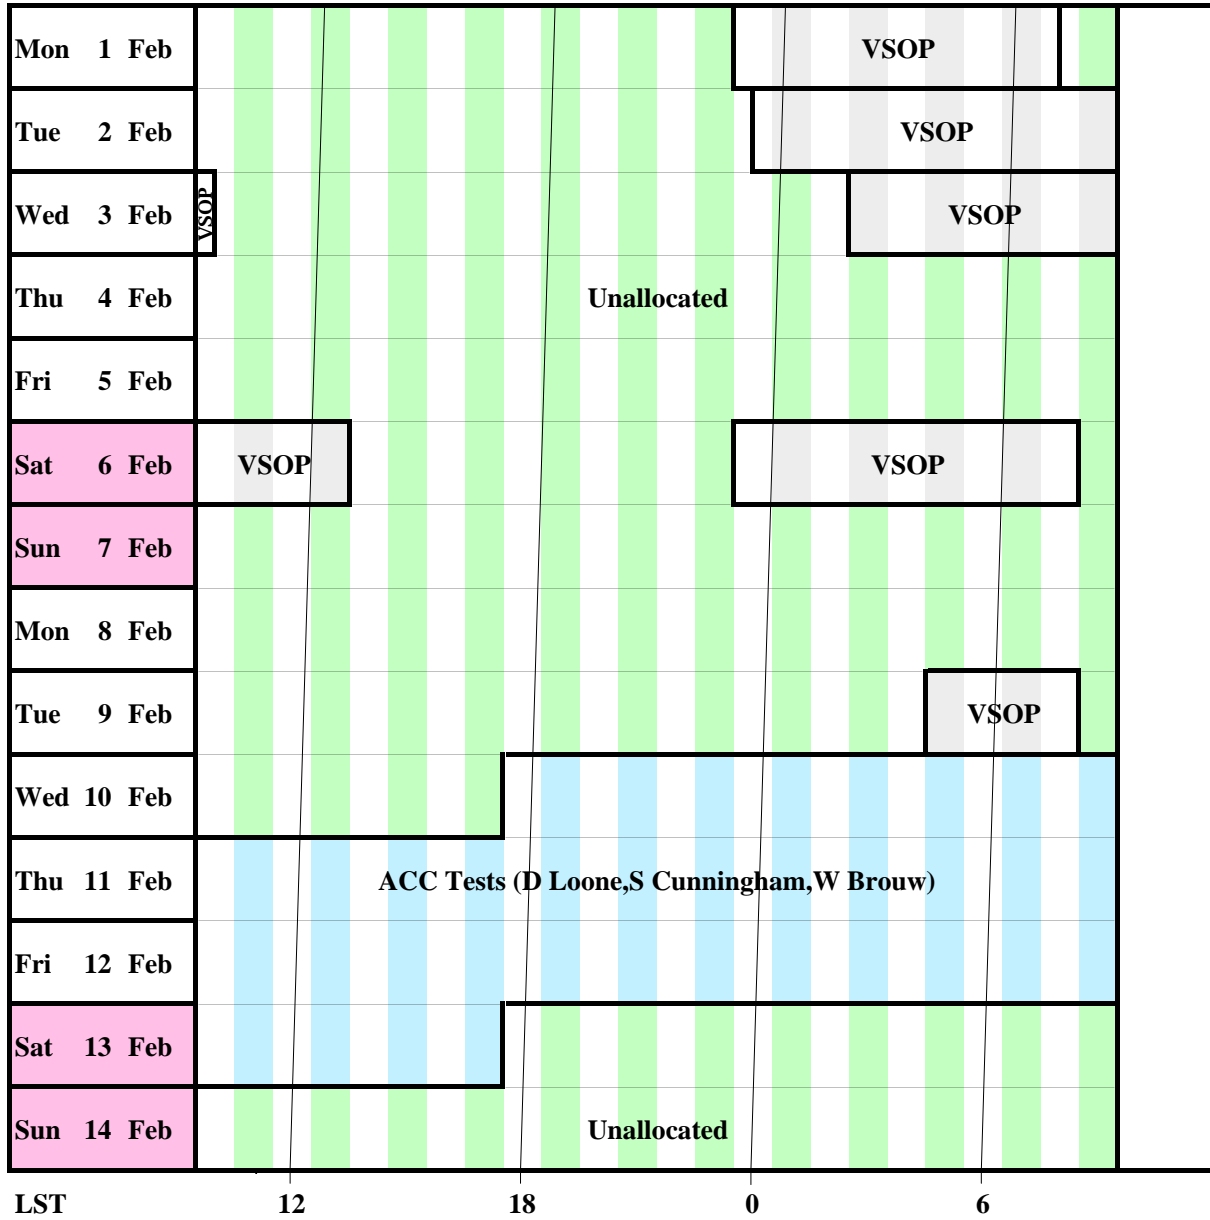 Mon 1 Feb VSOP
Tue 2 Feb VSOP
Wed 3 Feb VSOP VSOP
Thu 4 Feb Unallocated
Fri 5 Feb
Sat 6 Feb VSOP VSOP
Sun 7 Feb
Mon 8 Feb
Tue 9 Feb VSOP
Wed 10 Feb
Thu 11 Feb ACC Tests (D Loone,S Cunningham,W Brouw)
Fri 12 Feb
Sat 13 Feb
Sun 14 Feb Unallocated
LST 12 18 0 6